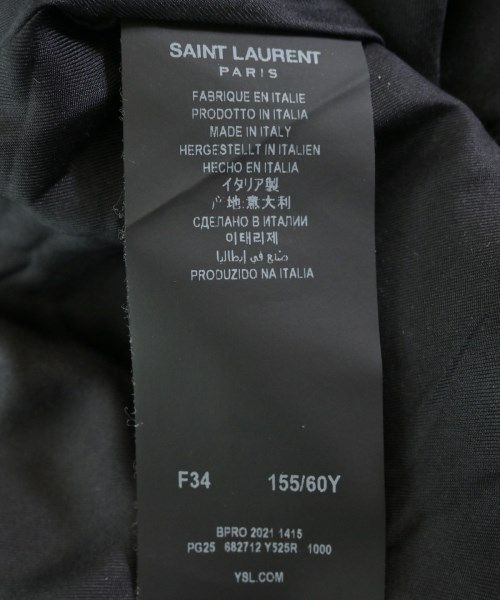 SAINT LAURENT
PARIS
FABRIQUE EN ITALIE
PRODOTTO IN ITALIA
MADE IN ITALY
HERGESTELLT IN ITALIEN
HECHO EN ITALIA
イタリア製
产地:意大利
СДЕЛАНО В ИТАЛИИ
이태리제
صنع في إيطاليا
PRODUZIDO NA ITALIA
F34 155/60Y
BPRO 2021 1415
PG25 682712 Y525R 1000
YSL.COM